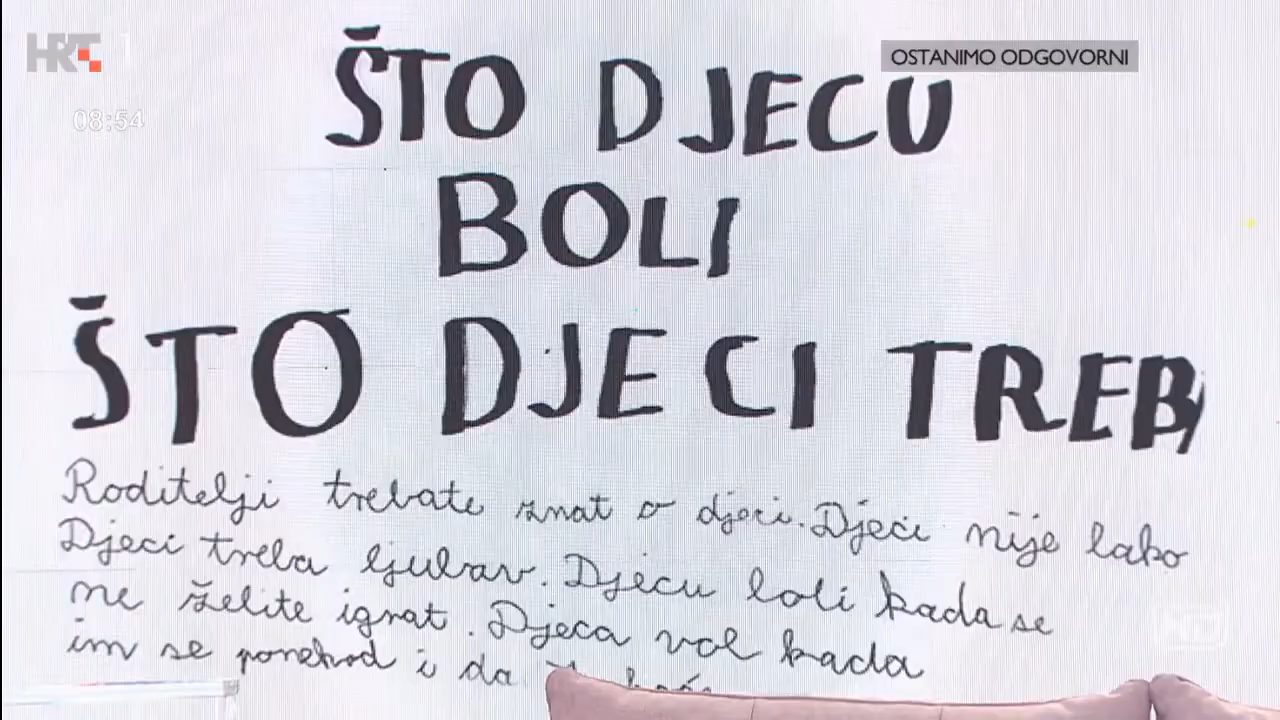 HRT 1
OSTANIMO ODGOVORNI
08:54
ŠTO DJECU
BOLI
ŠTO DJECI TREB
Roditelji trebate znat o djeci. Djeci nije lako
Djeci treba ljubav. Djecu boli kada se
ne želite igrat. Djeca vol kada
im se ponekad i da